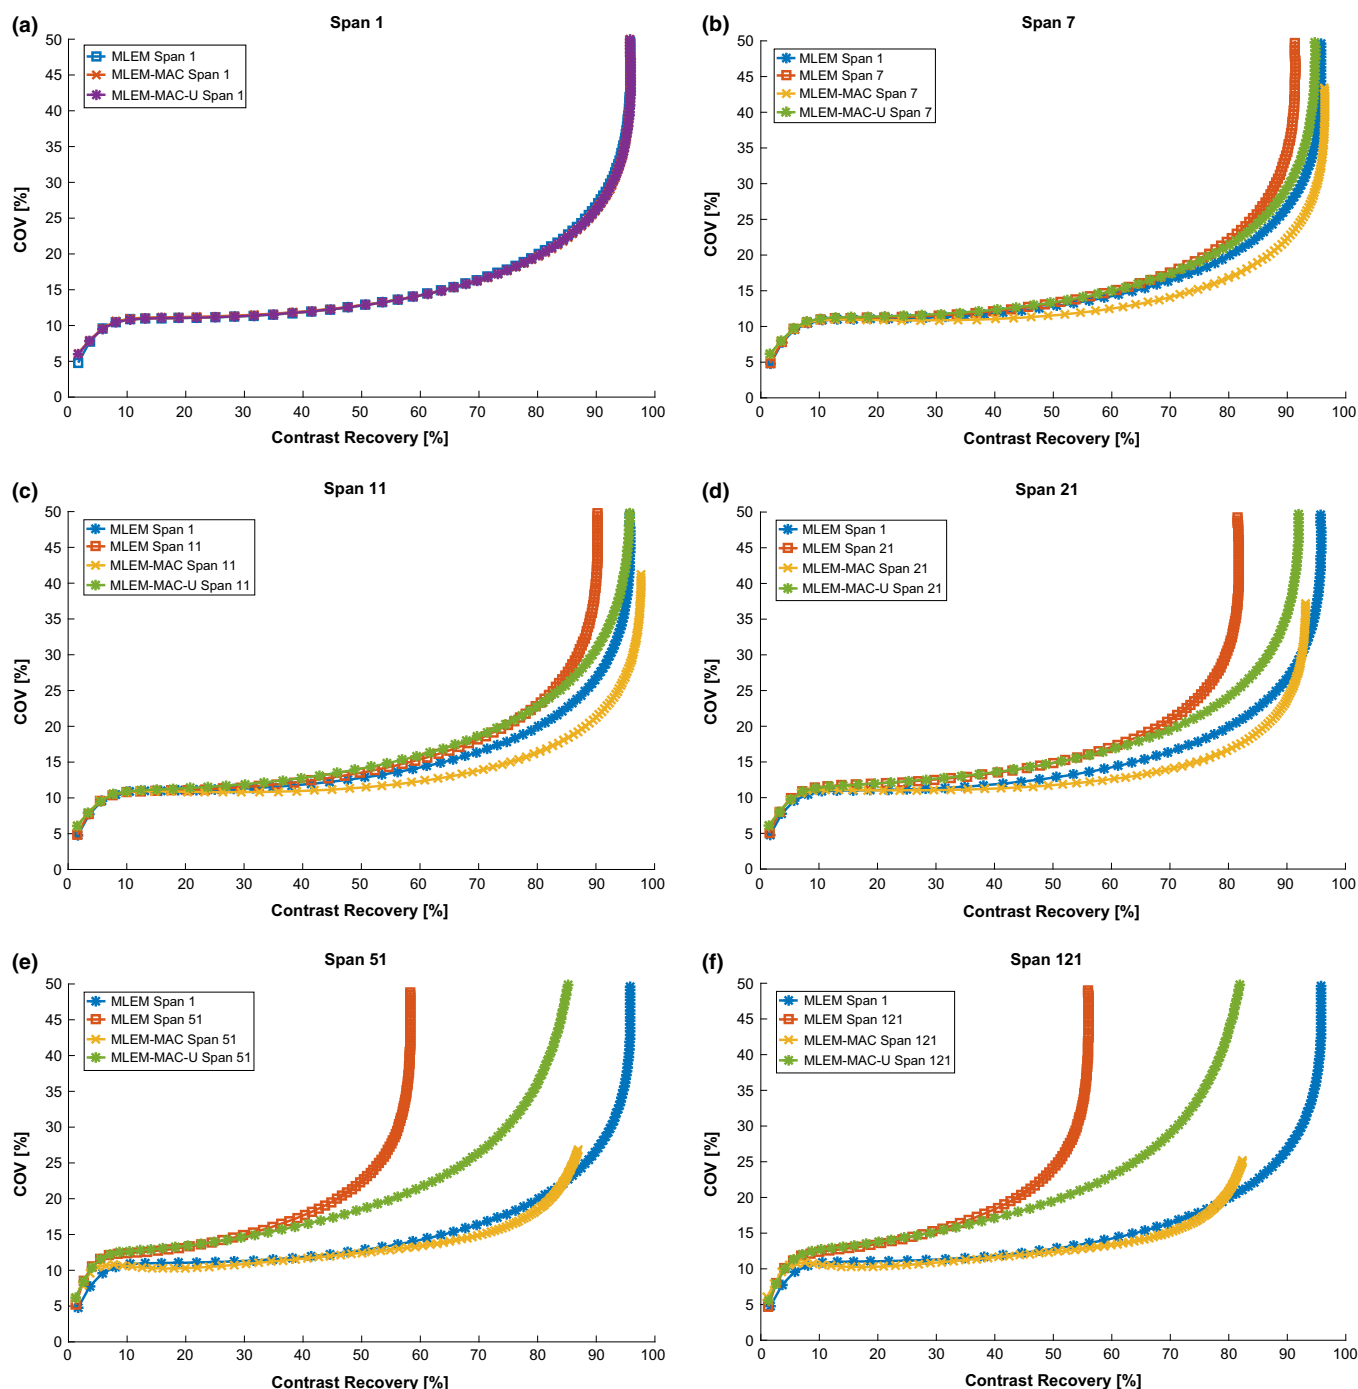 (a)
Span 1
MLEM Span 1
MLEM-MAC Span 1
MLEM-MAC-U Span 1
COV [%]
50
45
40
35
30
25
20
15
10
5
0
0 10 20 30 40 50 60 70 80 90 100
Contrast Recovery [%]
(b)
Span 7
MLEM Span 1
MLEM Span 7
MLEM-MAC Span 7
MLEM-MAC-U Span 7
COV [%]
50
45
40
35
30
25
20
15
10
5
0
0 10 20 30 40 50 60 70 80 90 100
Contrast Recovery [%]
(c)
Span 11
MLEM Span 1
MLEM Span 11
MLEM-MAC Span 11
MLEM-MAC-U Span 11
COV [%]
50
45
40
35
30
25
20
15
10
5
0
0 10 20 30 40 50 60 70 80 90 100
Contrast Recovery [%]
(d)
Span 21
MLEM Span 1
MLEM Span 21
MLEM-MAC Span 21
MLEM-MAC-U Span 21
COV [%]
50
45
40
35
30
25
20
15
10
5
0
0 10 20 30 40 50 60 70 80 90 100
Contrast Recovery [%]
(e)
Span 51
MLEM Span 1
MLEM Span 51
MLEM-MAC Span 51
MLEM-MAC-U Span 51
COV [%]
50
45
40
35
30
25
20
15
10
5
0
0 10 20 30 40 50 60 70 80 90 100
Contrast Recovery [%]
(f)
Span 121
MLEM Span 1
MLEM Span 121
MLEM-MAC Span 121
MLEM-MAC-U Span 121
COV [%]
50
45
40
35
30
25
20
15
10
5
0
0 10 20 30 40 50 60 70 80 90 100
Contrast Recovery [%]